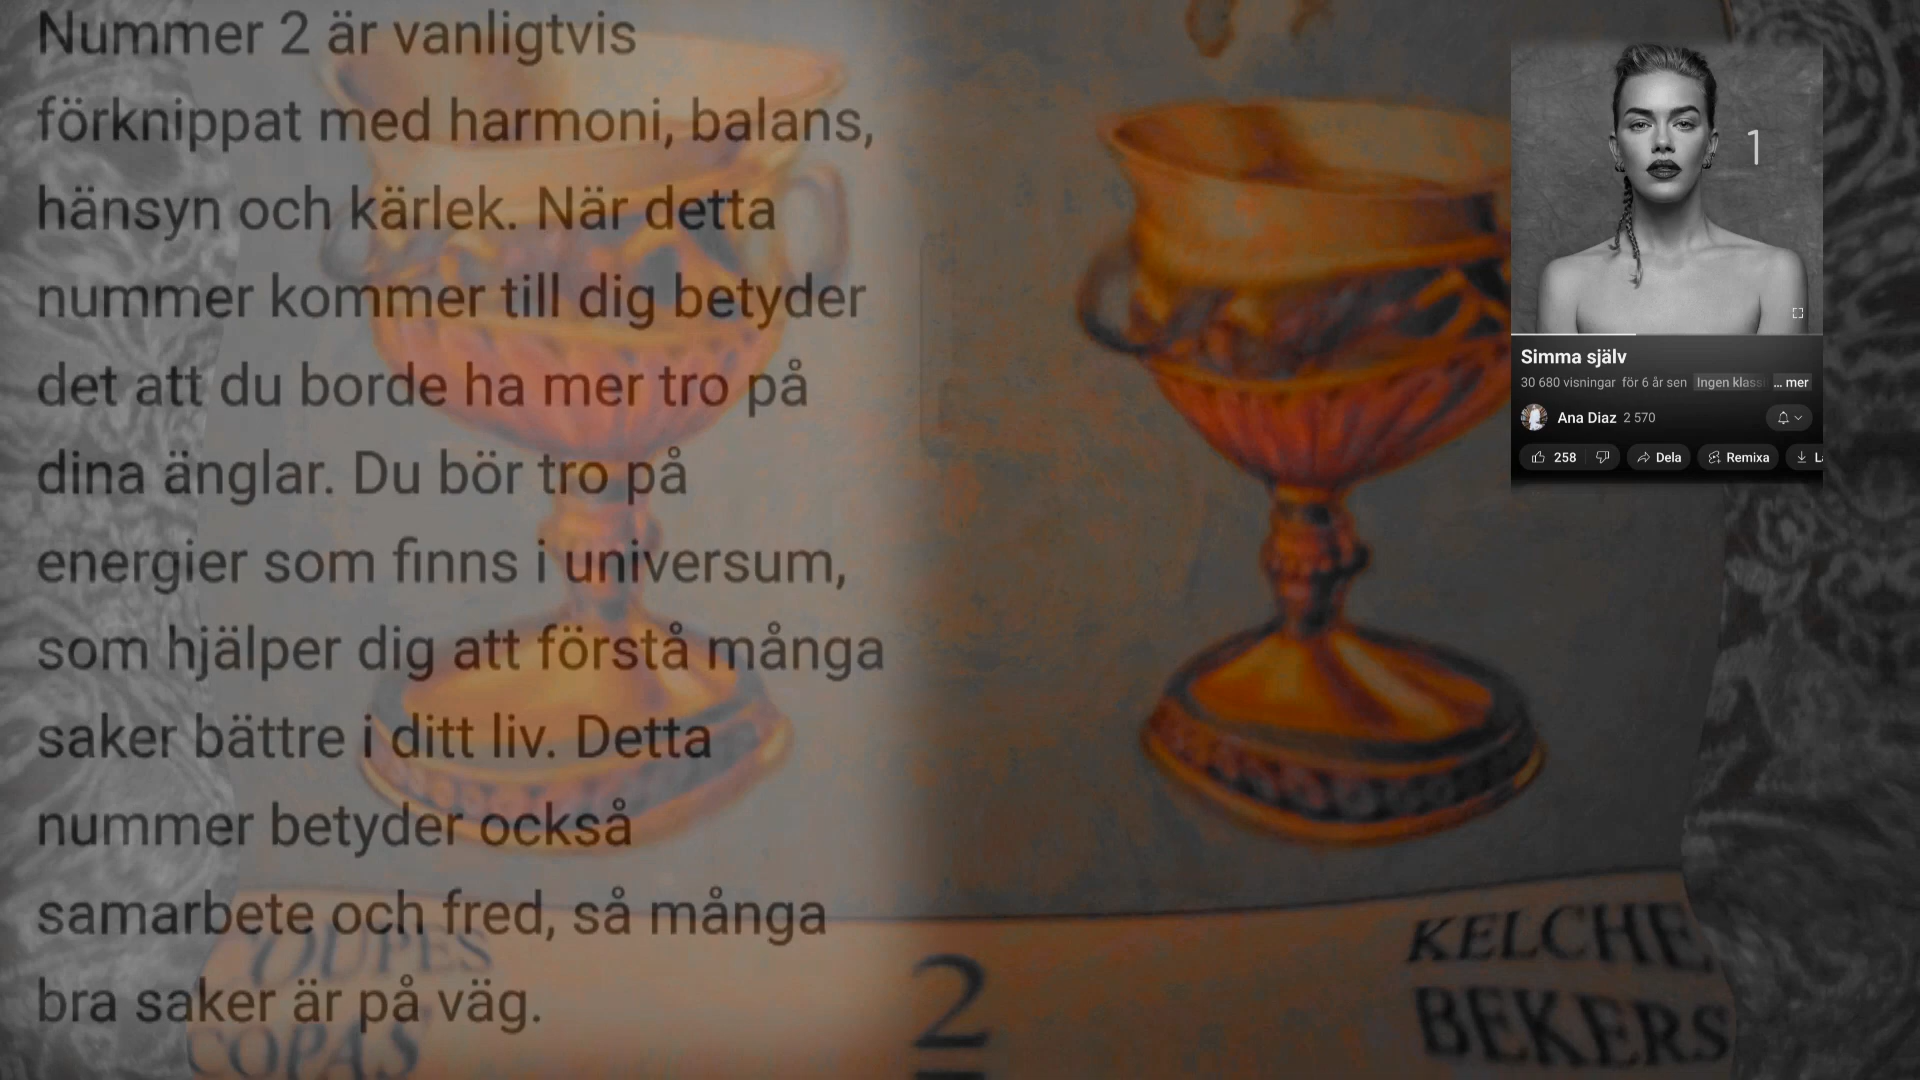 Nummer 2 är vanligtvis
förknippat med harmoni, balans,
hänsyn och kärlek. När detta
nummer kommer till dig betyder
det att du borde ha mer tro på
dina änglar. Du bör tro på
energier som finns i universum,
som hjälper dig att förstå många
saker bättre i ditt liv. Detta
nummer betyder också
samarbete och fred, så många
bra saker är på väg.
COPAS
2
KELCHE
BEKERS
1
Simma själv
30 680 visningar för 6 år sen Ingen klass ... mer
Ana Diaz 2 570
258 Dela Remixa